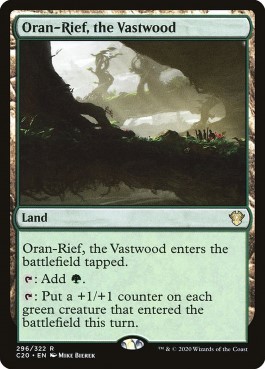 Oran-Rief, the Vastwood
Land
Oran-Rief, the Vastwood enters the
battlefield tapped.
: Add .
: Put a +1/+1 counter on each
green creature that entered the
battlefield this turn.
296/322 R
C20 • EN Mike Bierek
™ & © 2020 Wizards of the Coast